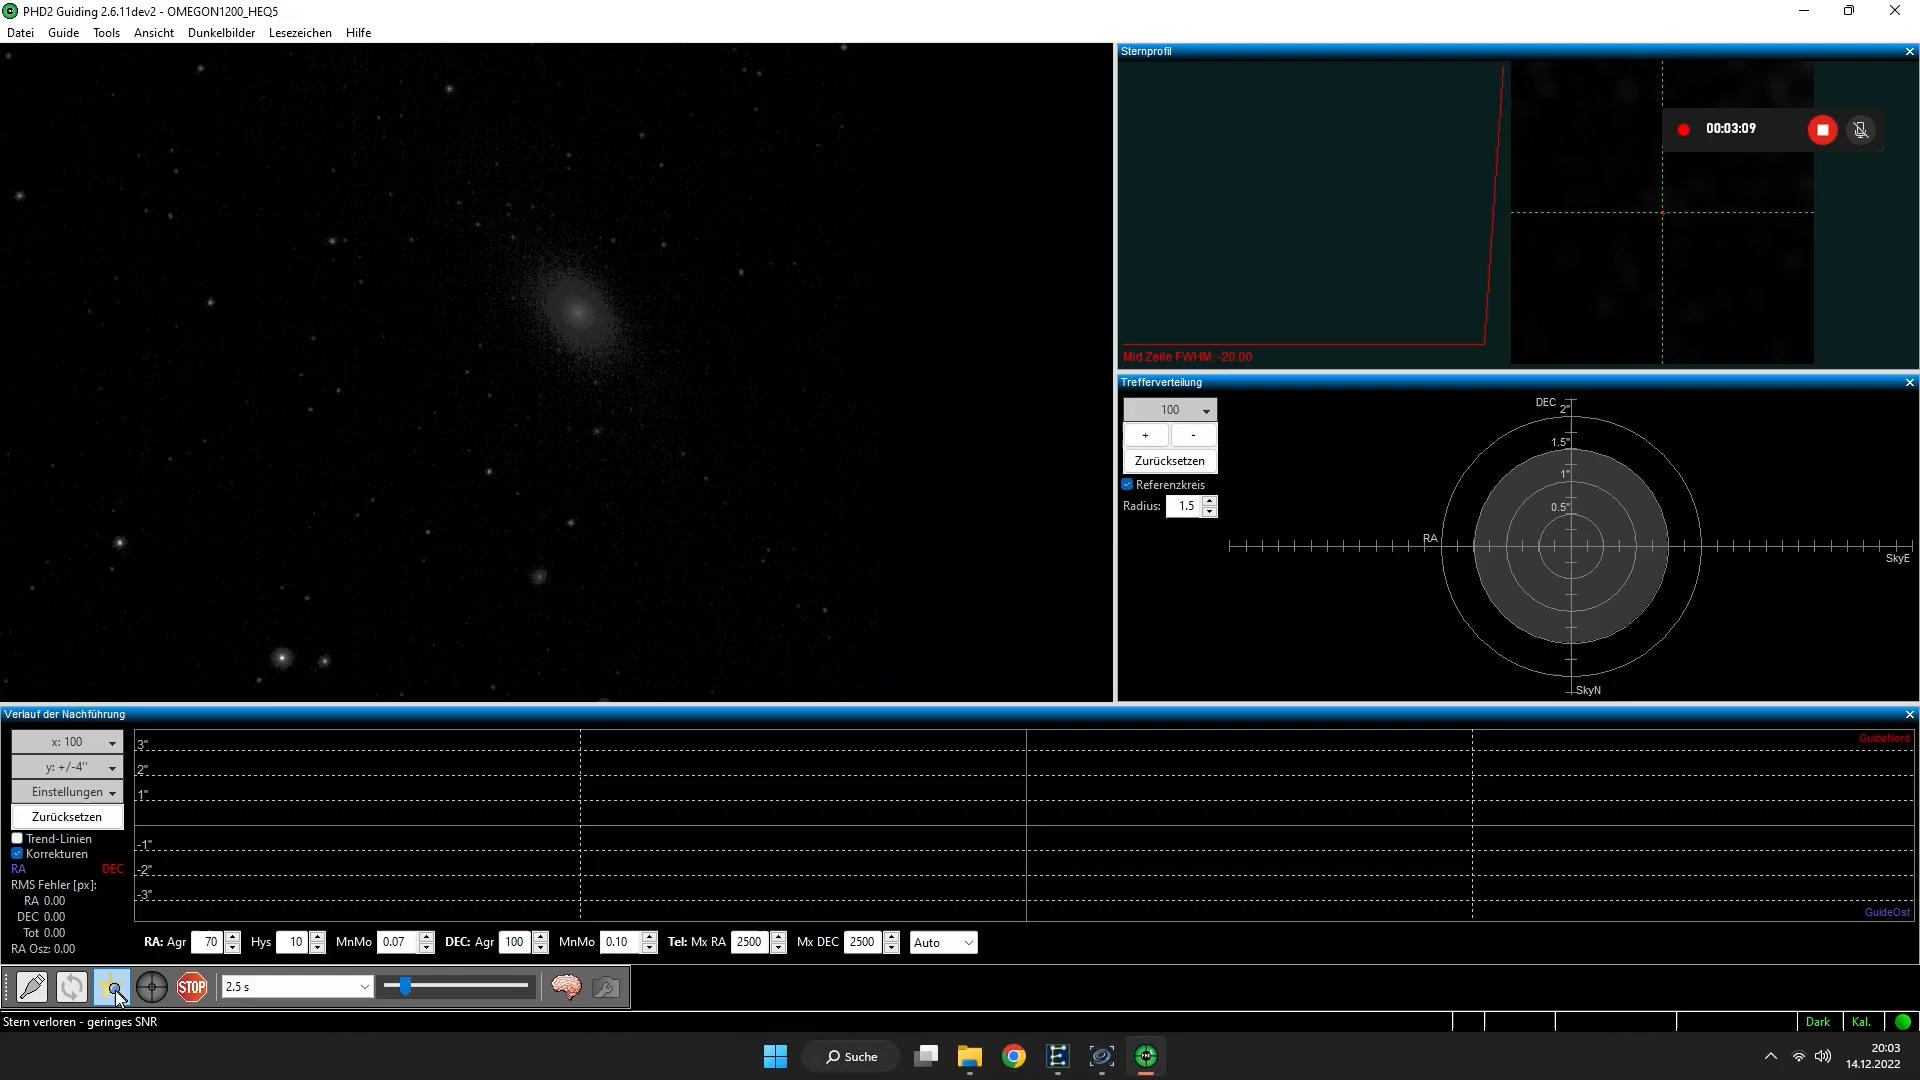 PHD2 Guiding 2.6.11dev2 - OMEGON1200_HEQ5
Datei Guide Tools Ansicht Dunkelbilder Lesezeichen Hilfe
Sternprofil
00:03:09
Mid Zeile FWHM: -20.00
Trefferverteilung
100
+ -
Zurücksetzen
Referenzkreis
Radius: 1.5
DEC
2"
1.5"
1"
0.5"
RA
SkyE
SkyN
Verlauf der Nachführung
x: 100
y: +/-4"
Einstellungen
Zurücksetzen
Trend-Linien
Korrekturen
RA DEC
RMS Fehler [px]:
RA 0.00
DEC 0.00
Tot 0.00
RA Osz: 0.00
3"
2"
1"
-1"
-2"
-3"
GuideNord
GuideOst
RA: Agr 70 Hys 10 MnMo 0.07 DEC: Agr 100 MnMo 0.10 Tel: Mx RA 2500 Mx DEC 2500 Auto
STOP 2.5 s
Stern verloren - geringes SNR
Dark Kal.
Suche
20:03
14.12.2022